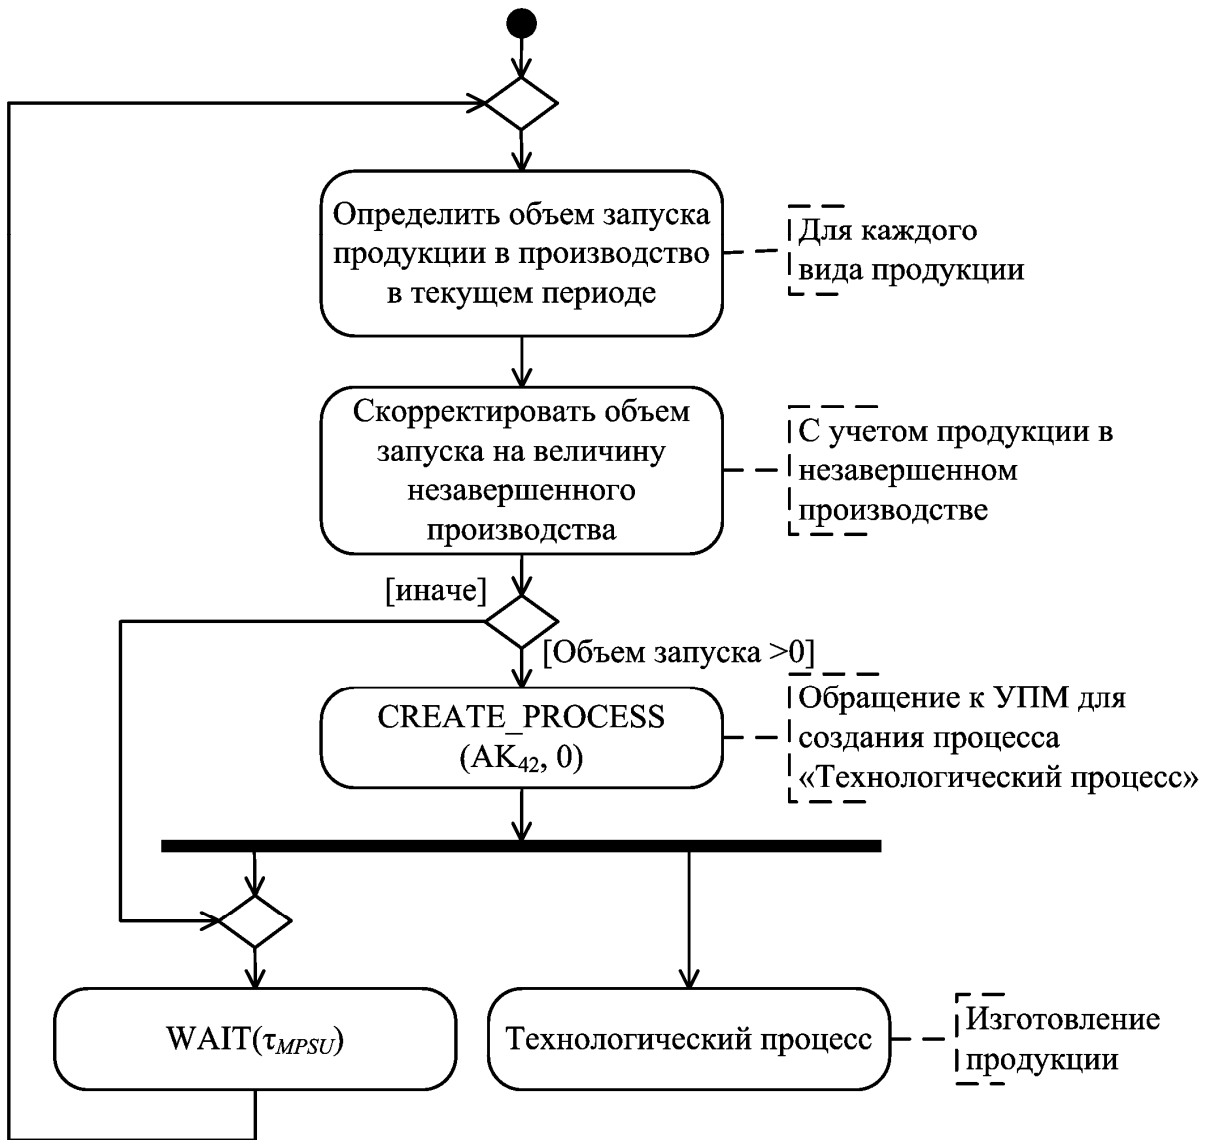 Определить объем запуска
продукции в производство
в текущем периоде
Для каждого
вида продукции
Скорректировать объем
запуска на величину
незавершенного
производства
С учетом продукции в
незавершенном
производстве
[иначе]
[Объем запуска >0]
CREATE_PROCESS
(АК₄₂, 0)
Обращение к УПМ для
создания процесса
«Технологический процесс»
WAIT(τMPSU)
Технологический процесс
Изготовление
продукции